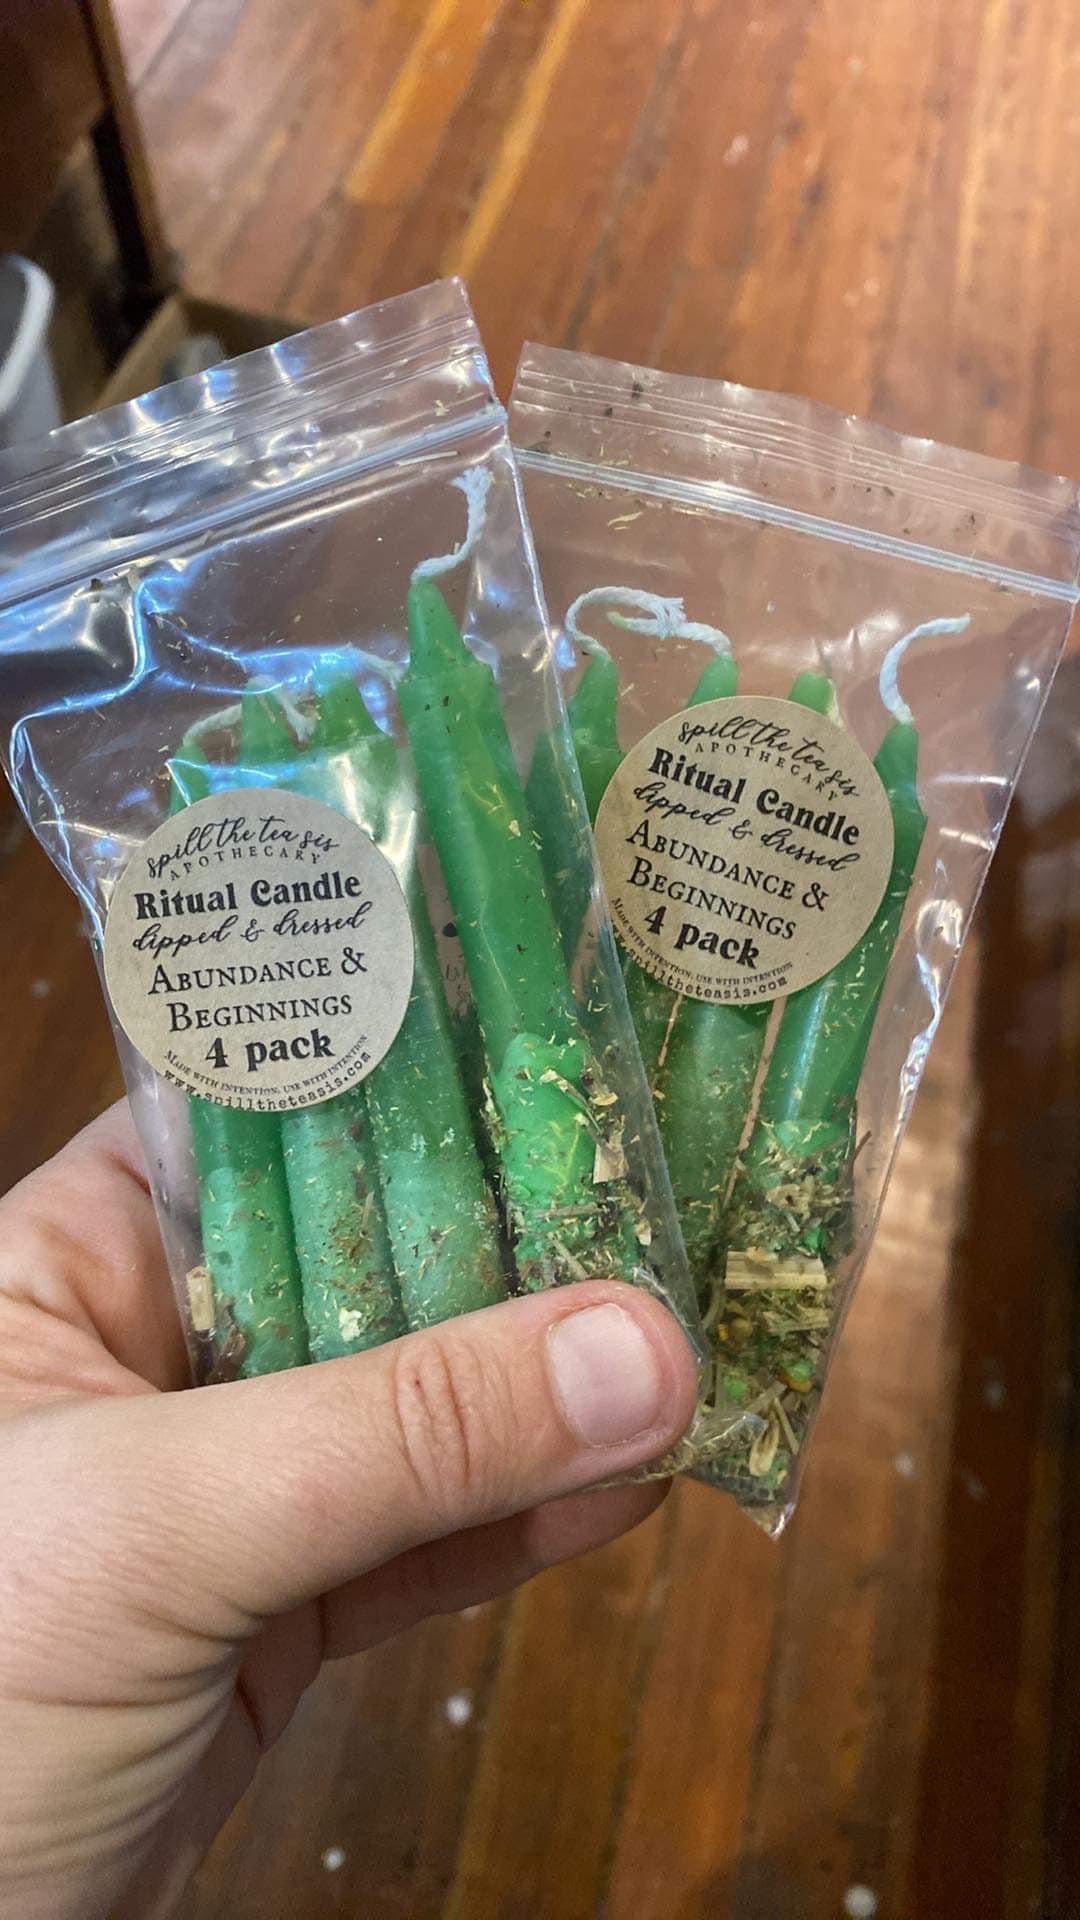 spill the tea sis
APOTHECARY
Ritual Candle
dipped & dressed
ABUNDANCE &
BEGINNINGS
4 pack
MADE WITH INTENTION, USE WITH INTENTION
www.spilltheteasis.com
spill the tea sis
APOTHECARY
Ritual Candle
dipped & dressed
ABUNDANCE &
BEGINNINGS
4 pack
MADE WITH INTENTION, USE WITH INTENTION
www.spilltheteasis.com